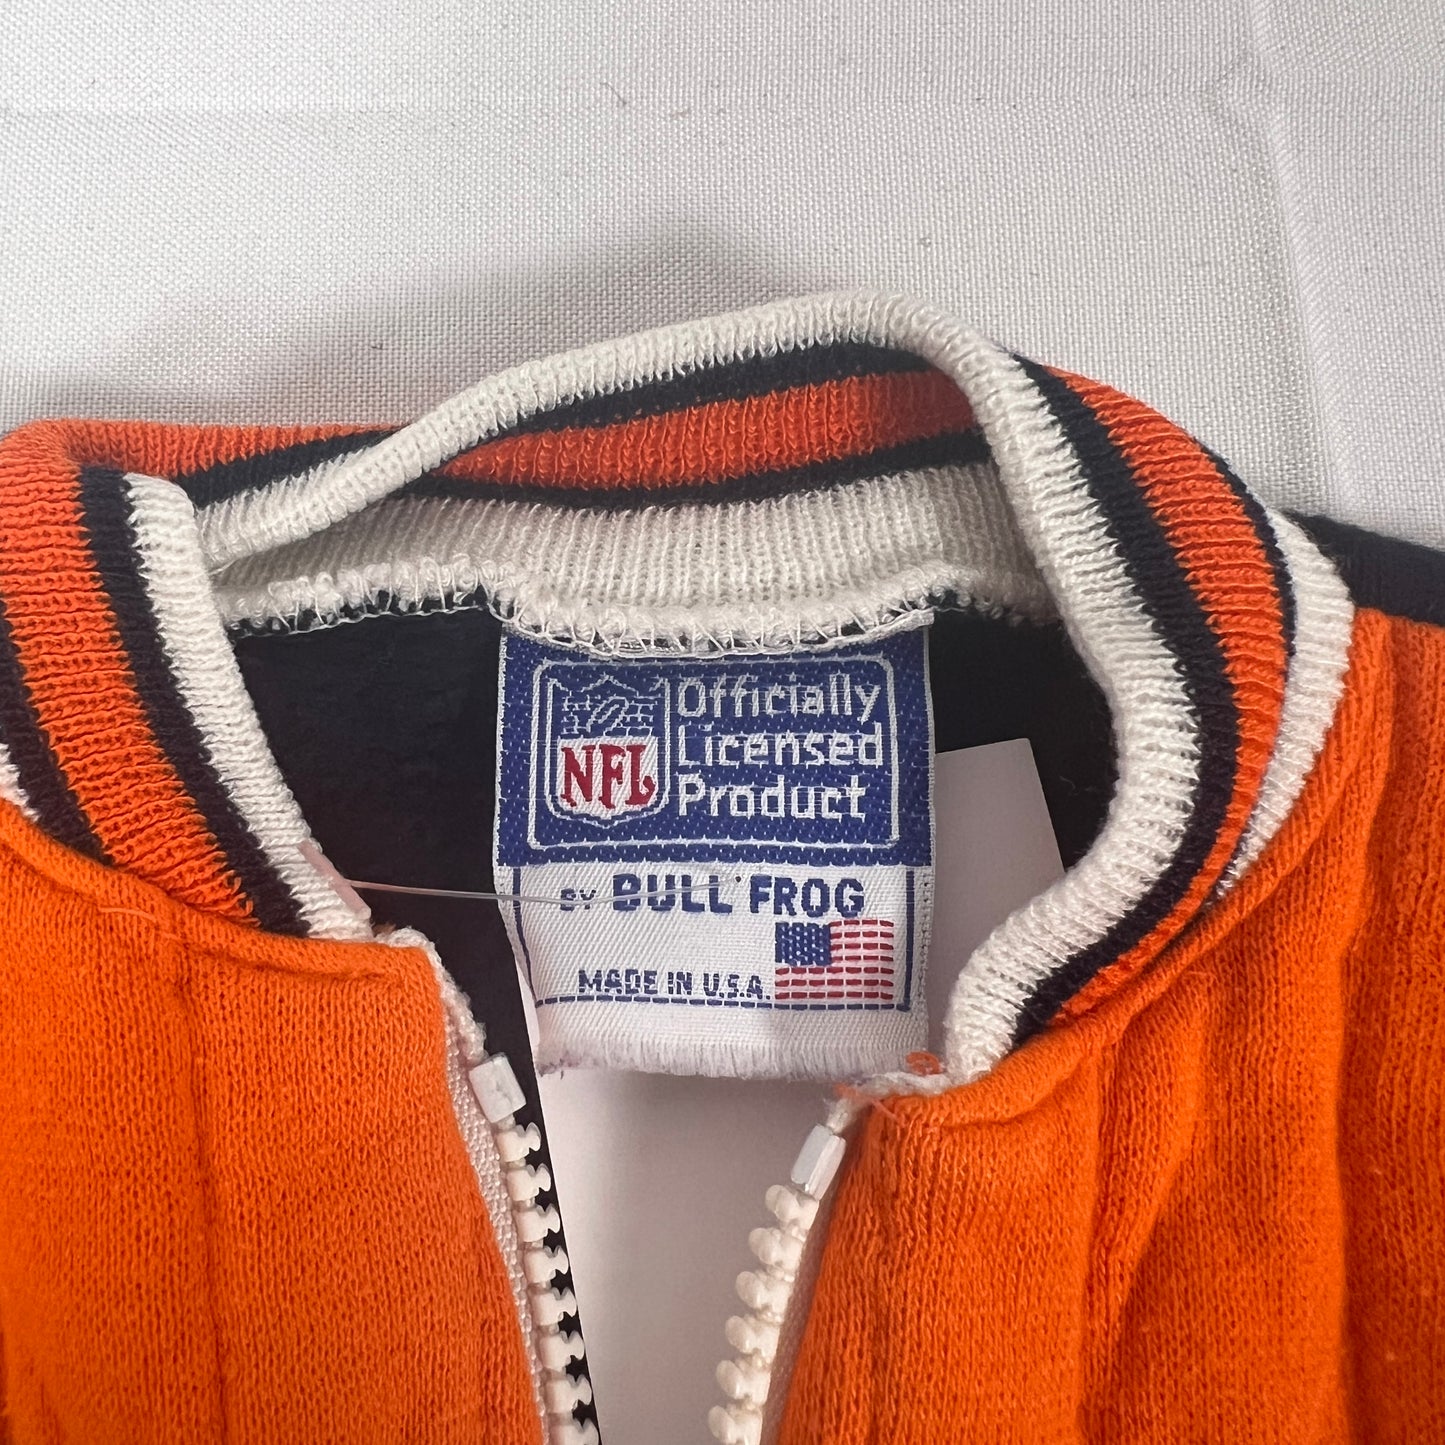 NFL
Officially
Licensed
Product
BY BULL FROG
MADE IN U.S.A.